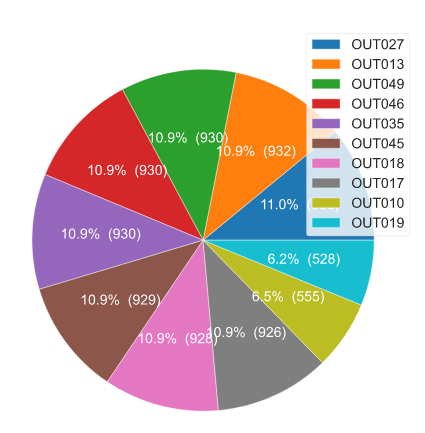 OUT027
OUT013
OUT049
OUT046
OUT035
OUT045
OUT018
OUT017
OUT010
OUT019
11.0%
10.9% (932)
10.9% (930)
10.9% (930)
10.9% (930)
10.9% (929)
10.9% (928)
10.9% (926)
6.5% (555)
6.2% (528)